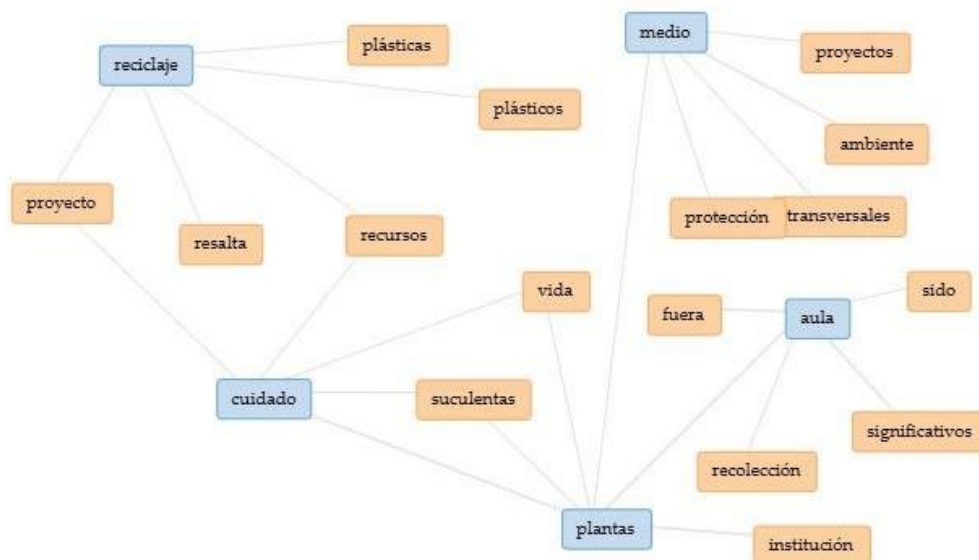 medio
plásticas
proyectos
reciclaje
plásticos
ambiente
proyecto
protección
transversales
resalta
recursos
vida
sido
fuera
aula
cuidado
suculentas
significativos
recolección
plantas
institución